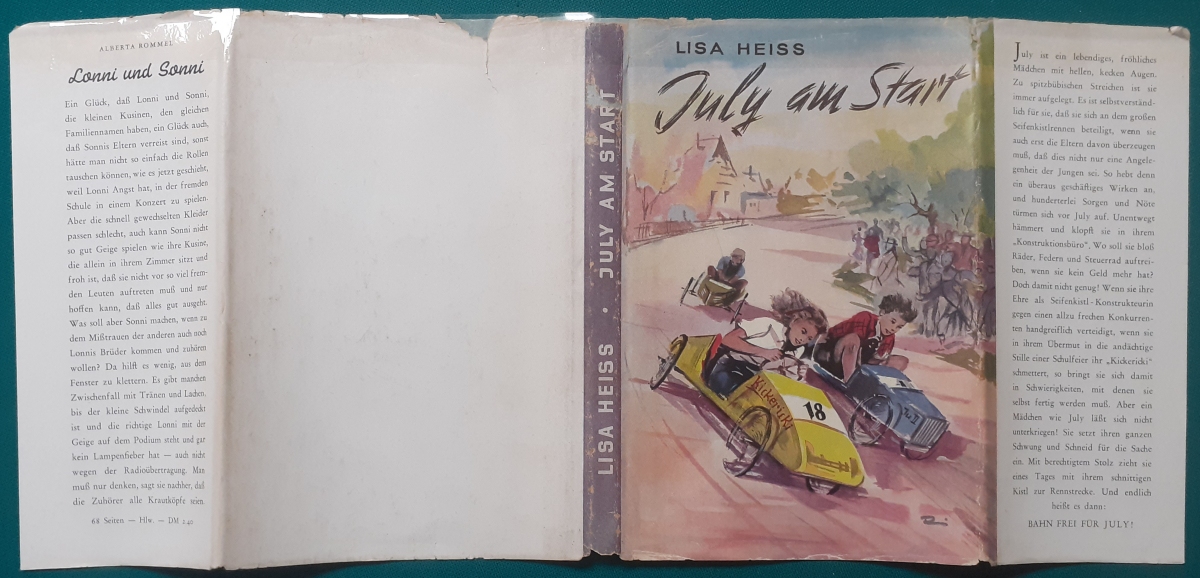 ALBERTA ROMMEL
Lonni und Sonni
Ein Glück, daß Lonni und Sonni,
die kleinen Kusinen, den gleichen
Familiennamen haben, ein Glück auch,
daß Sonnis Eltern verreist sind, sonst
hätte man nicht so einfach die Rollen
tauschen können, wie es jetzt geschieht,
weil Lonni Angst hat, in der fremden
Schule in einem Konzert zu spielen.
Aber die schnell gewechselten Kleider
passen schlecht, auch kann Sonni nicht
so gut Geige spielen wie ihre Kusine,
die allein in ihrem Zimmer sitzt und
froh ist, daß sie nicht vor so viel frem-
den Leuten auftreten muß und nur
hoffen kann, daß alles gut ausgeht.
Was soll aber Sonni machen, wenn zu
dem Mißtrauen der anderen auch noch
Lonnis Brüder kommen und zuhören
wollen? Da hilft es wenig, aus dem
Fenster zu klettern. Es gibt manchen
Zwischenfall mit Tränen und Lachen,
bis der kleine Schwindel aufgedeckt
ist und die richtige Lonni mit der
Geige auf dem Podium steht und gar
kein Lampenfieber hat — auch nicht
wegen der Radioübertragung. Man
muß nur denken, sagt sie nachher, daß
die Zuhörer alle Krautköpfe seien.
68 Seiten — Hlw. — DM 2.40
LISA HEISS · JULY AM START
LISA HEISS
July am Start
Kickericki
18
July ist ein lebendiges, fröhliches
Mädchen mit hellen, kecken Augen.
Zu spitzbübischen Streichen ist sie
immer aufgelegt. Es ist selbstverständ-
lich für sie, daß sie sich an dem großen
Seifenkistlrennen beteiligt, wenn sie
auch erst die Eltern davon überzeugen
muß, daß dies nicht nur eine Angele-
genheit der Jungen sei. So hebt denn
ein überaus geschäftiges Wirken an,
und hunderterlei Sorgen und Nöte
türmen sich vor July auf. Unentwegt
hämmert und klopft sie in ihrem
„Konstruktionsbüro“. Wo soll sie bloß
Räder, Federn und Steuerrad auftrei-
ben, wenn sie kein Geld mehr hat?
Doch damit nicht genug! Wenn sie ihre
Ehre als Seifenkistl-Konstrukteurin
gegen einen allzu frechen Konkurren-
ten handgreiflich verteidigt, wenn sie
in ihrem Übermut in die andächtige
Stille einer Schulfeier ihr „Kickericki“
schmettert, so bringt sie sich damit
in Schwierigkeiten, mit denen sie
selbst fertig werden muß. Aber ein
Mädchen wie July läßt sich nicht
unterkriegen! Sie setzt ihren ganzen
Schwung und Schneid für die Sache
ein. Mit berechtigtem Stolz zieht sie
eines Tages mit ihrem schnittigen
Kistl zur Rennstrecke. Und endlich
heißt es dann:
BAHN FREI FÜR JULY!